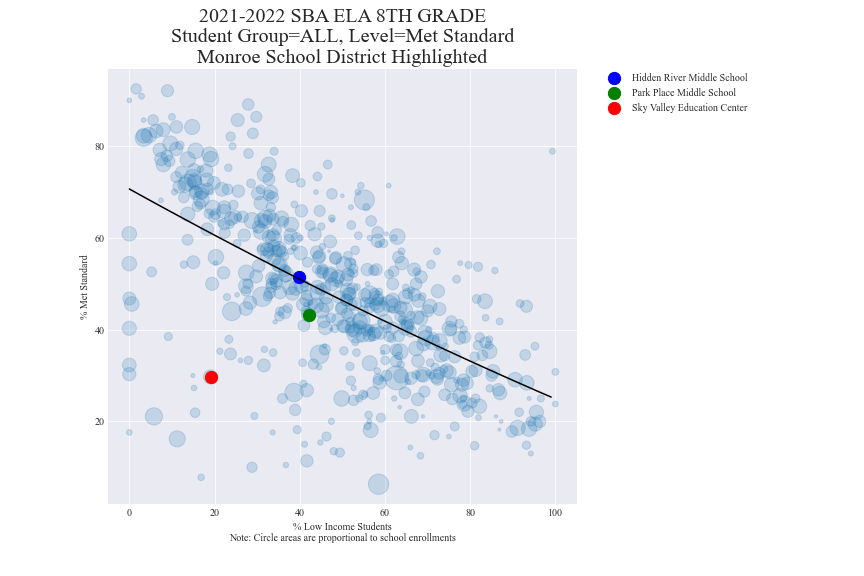 2021-2022 SBA ELA 8TH GRADE
Student Group=ALL, Level=Met Standard
Monroe School District Highlighted
Hidden River Middle School
Park Place Middle School
Sky Valley Education Center
% Met Standard
80
60
40
20
0 20 40 60 80 100
% Low Income Students
Note: Circle areas are proportional to school enrollments